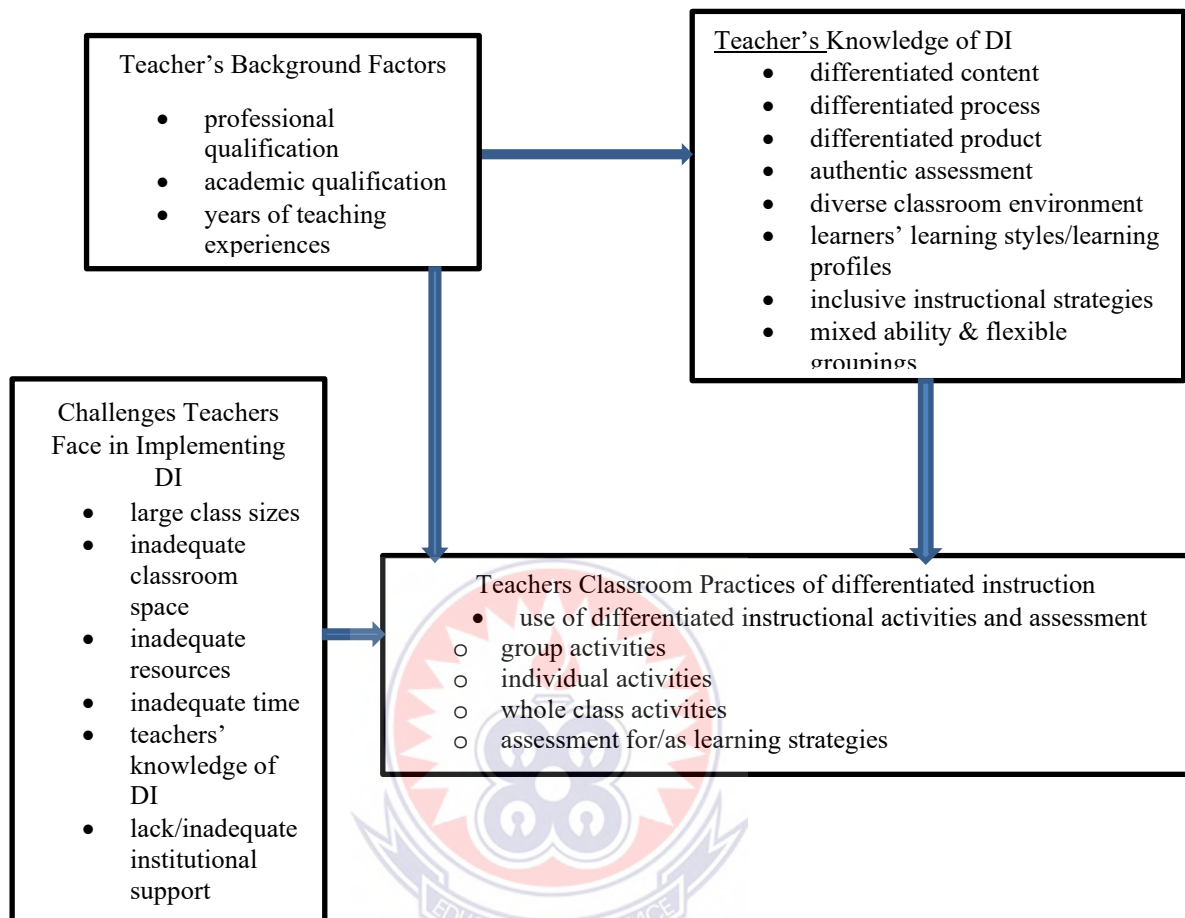 Teacher’s Background Factors
• professional
qualification
• academic qualification
• years of teaching
experiences
Teacher’s Knowledge of DI
• differentiated content
• differentiated process
• differentiated product
• authentic assessment
• diverse classroom environment
• learners’ learning styles/learning
profiles
• inclusive instructional strategies
• mixed ability & flexible
groupings
Challenges Teachers
Face in Implementing
DI
• large class sizes
• inadequate
classroom
space
• inadequate
resources
• inadequate time
• teachers’
knowledge of
DI
• lack/inadequate
institutional
support
Teachers Classroom Practices of differentiated instruction
• use of differentiated instructional activities and assessment
o group activities
o individual activities
o whole class activities
o assessment for/as learning strategies